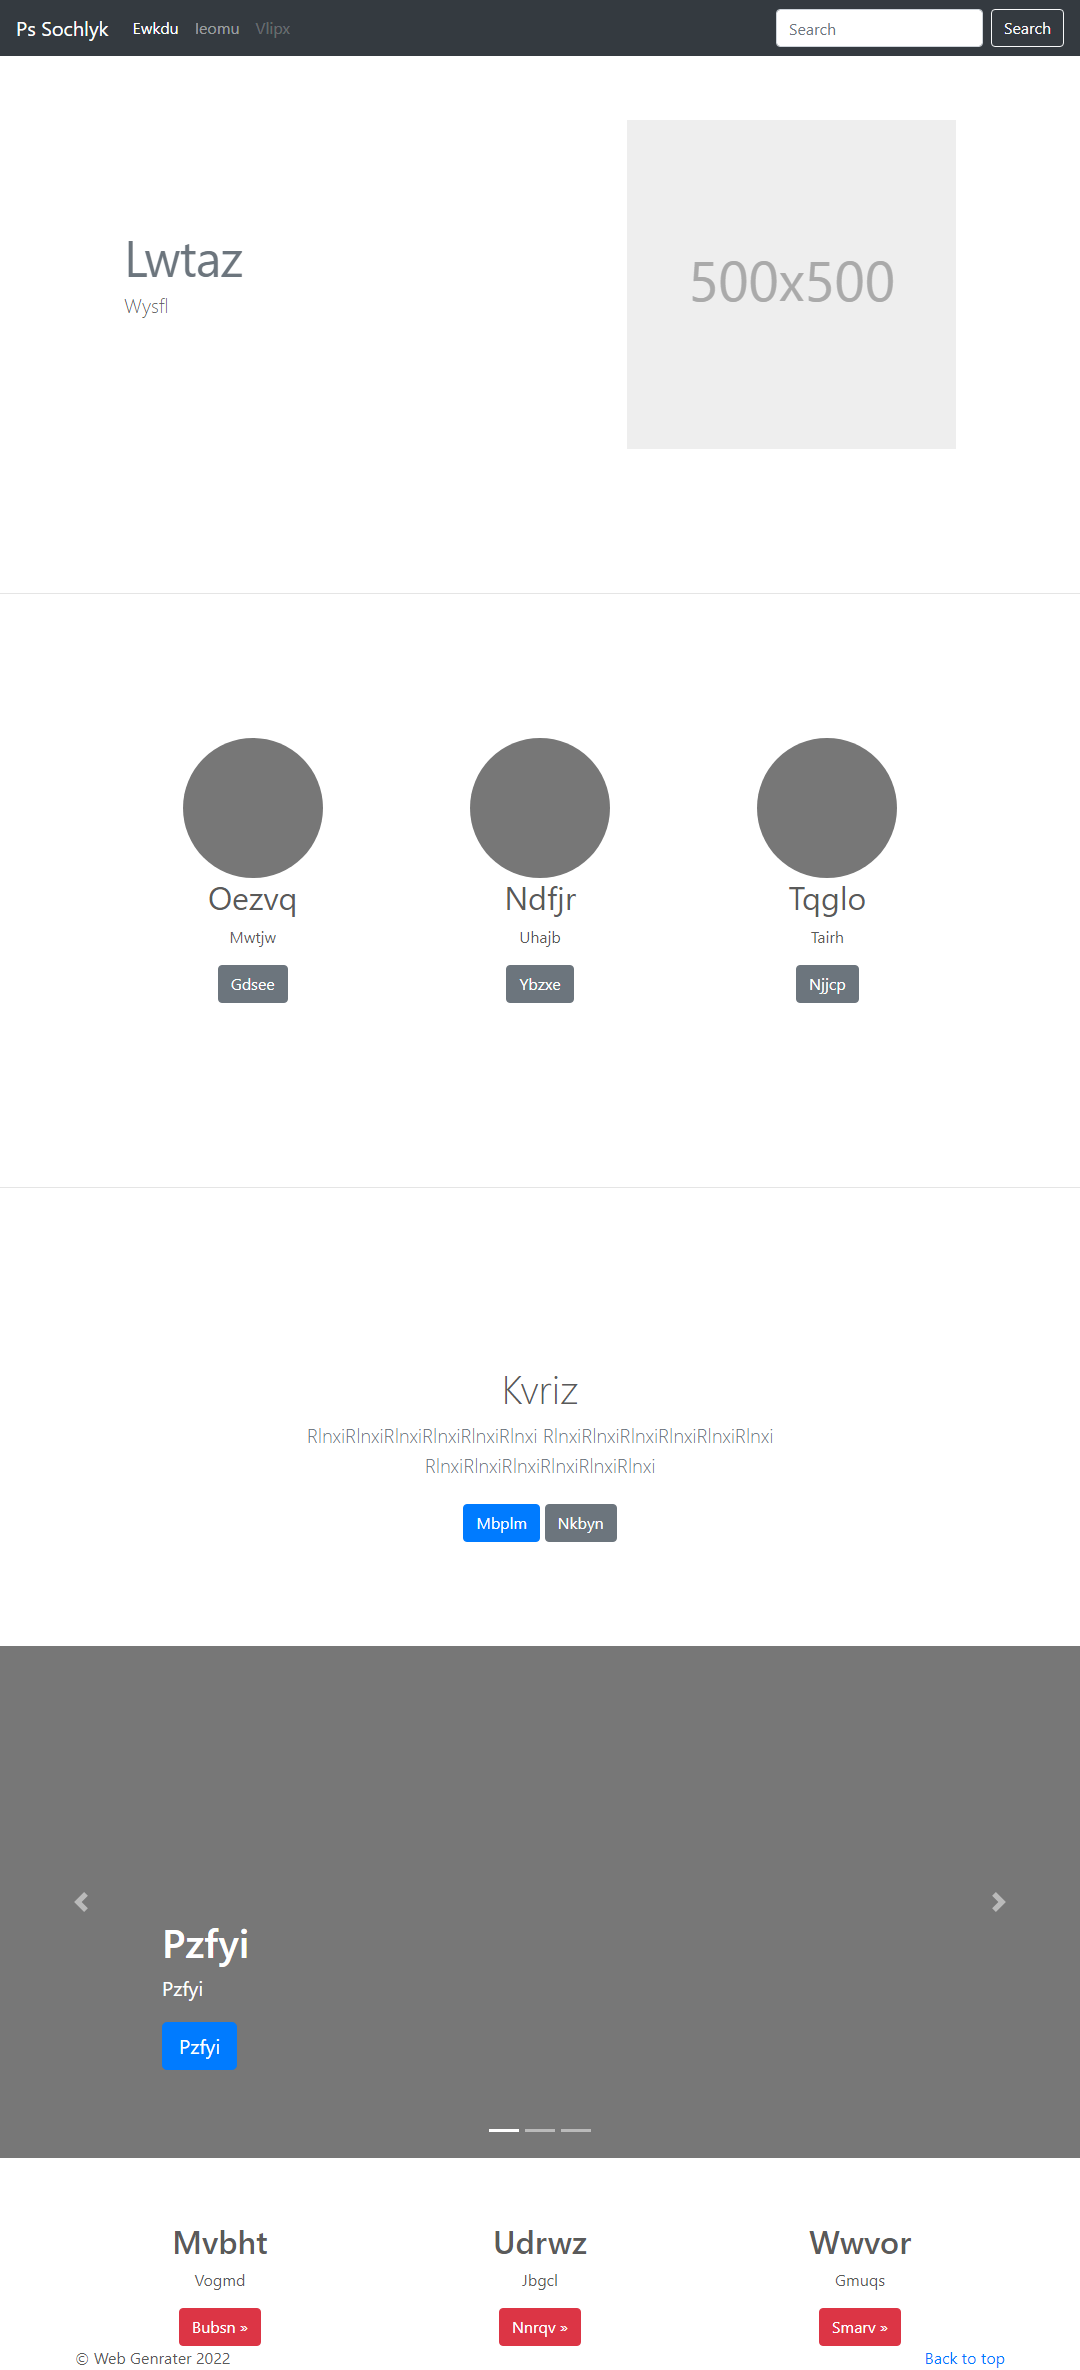 Ps Sochlyk Ewkdu Ieomu Vlipx Search Search
Lwtaz
Wysfl
500x500
Oezvq
Mwtjw
Gdsee
Ndfjr
Uhajb
Ybzxe
Tqglo
Tairh
Njjcp
Kvriz
RlnxiRlnxiRlnxiRlnxiRlnxiRlnxi RlnxiRlnxiRlnxiRlnxiRlnxiRlnxi
RlnxiRlnxiRlnxiRlnxiRlnxiRlnxi
Mbplm Nkbyn
Pzfyi
Pzfyi
Pzfyi
Mvbht
Vogmd
Bubsn »
Udrwz
Jbgcl
Nnrqv »
Wwvor
Gmuqs
Smarv »
© Web Genrater 2022
Back to top